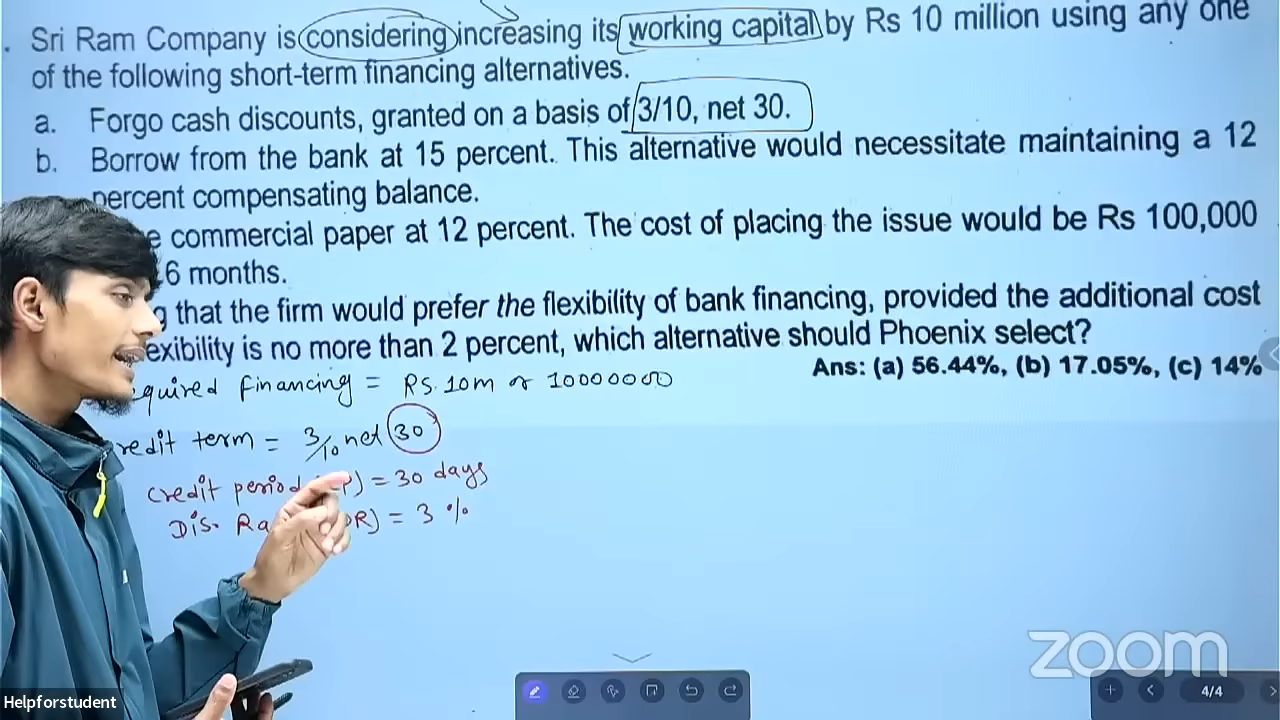 . Sri Ram Company is considering increasing its working capital by Rs 10 million using any one
of the following short-term financing alternatives.
a. Forgo cash discounts, granted on a basis of 3/10, net 30.
b. Borrow from the bank at 15 percent. This alternative would necessitate maintaining a 12
percent compensating balance.
commercial paper at 12 percent. The cost of placing the issue would be Rs 100,000
6 months.
that the firm would prefer the flexibility of bank financing, provided the additional cost
exibility is no more than 2 percent, which alternative should Phoenix select?
Ans: (a) 56.44%, (b) 17.05%, (c) 14%
quired financing = Rs. 10m or 10000000
redit term = 3/10 net 30
Credit period P) = 30 days
Dis. Ra R) = 3 %
zoom
4/4
Helpforstudent